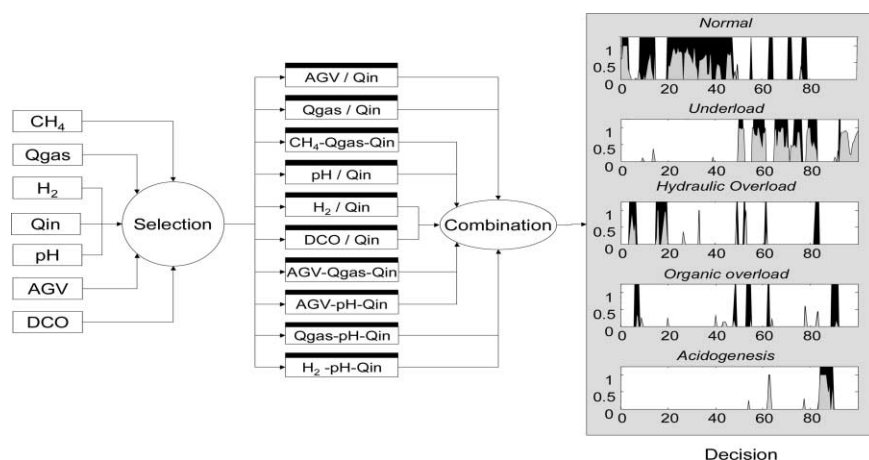 CH₄
Qgas
H₂
Qin
pH
AGV
DCO
Selection
AGV / Qin
Qgas / Qin
CH₄-Qgas-Qin
pH / Qin
H₂ / Qin
DCO / Qin
AGV-Qgas-Qin
AGV-pH-Qin
Qgas-pH-Qin
H₂ -pH-Qin
Combination
Normal
1
0.5
0
0 20 40 60 80
Underload
1
0.5
0
0 20 40 60 80
Hydraulic Overload
1
0.5
0
0 20 40 60 80
Organic overload
1
0.5
0
0 20 40 60 80
Acidogenesis
1
0.5
0
0 20 40 60 80
Decision